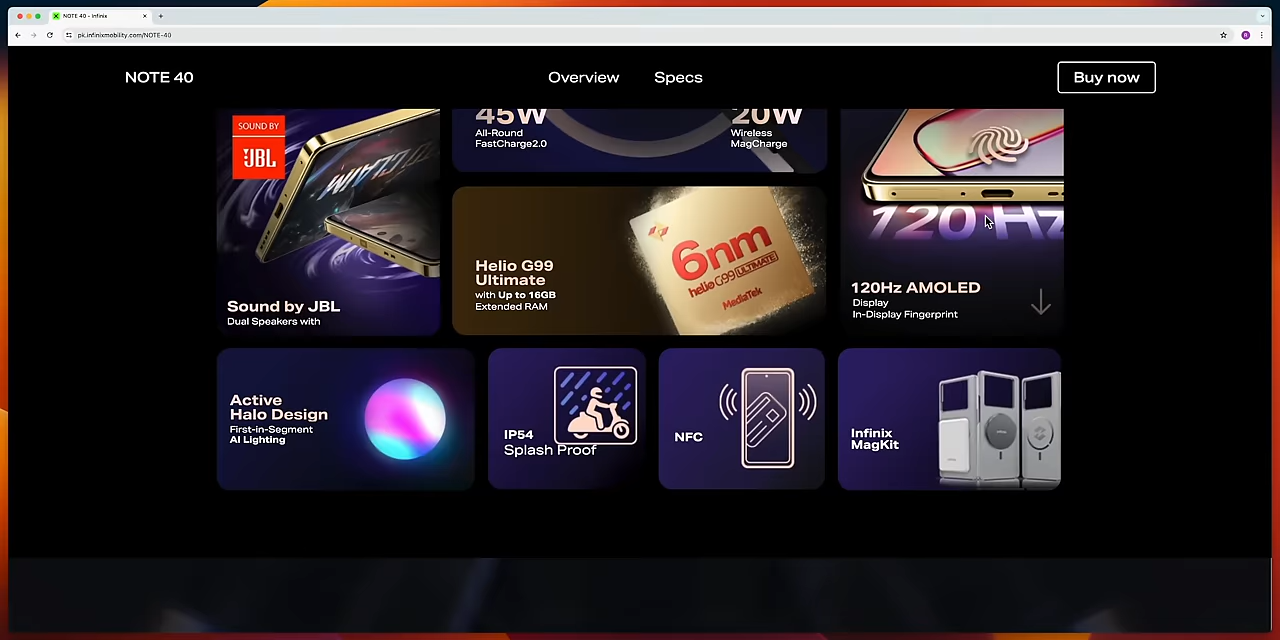 NOTE 40 - Infinix
pk.infinixmobility.com/NOTE-40
NOTE 40
Overview
Specs
Buy now
SOUND BY
JBL
Sound by JBL
Dual Speakers with
45W
All-Round
FastCharge2.0
20W
Wireless
MagCharge
Helio G99
Ultimate
with Up to 16GB
Extended RAM
6nm
helio G99 ULTIMATE
MediaTek
120 Hz
120Hz AMOLED
Display
In-Display Fingerprint
Active
Halo Design
First-in-Segment
AI Lighting
IP54
Splash Proof
NFC
Infinix
MagKit